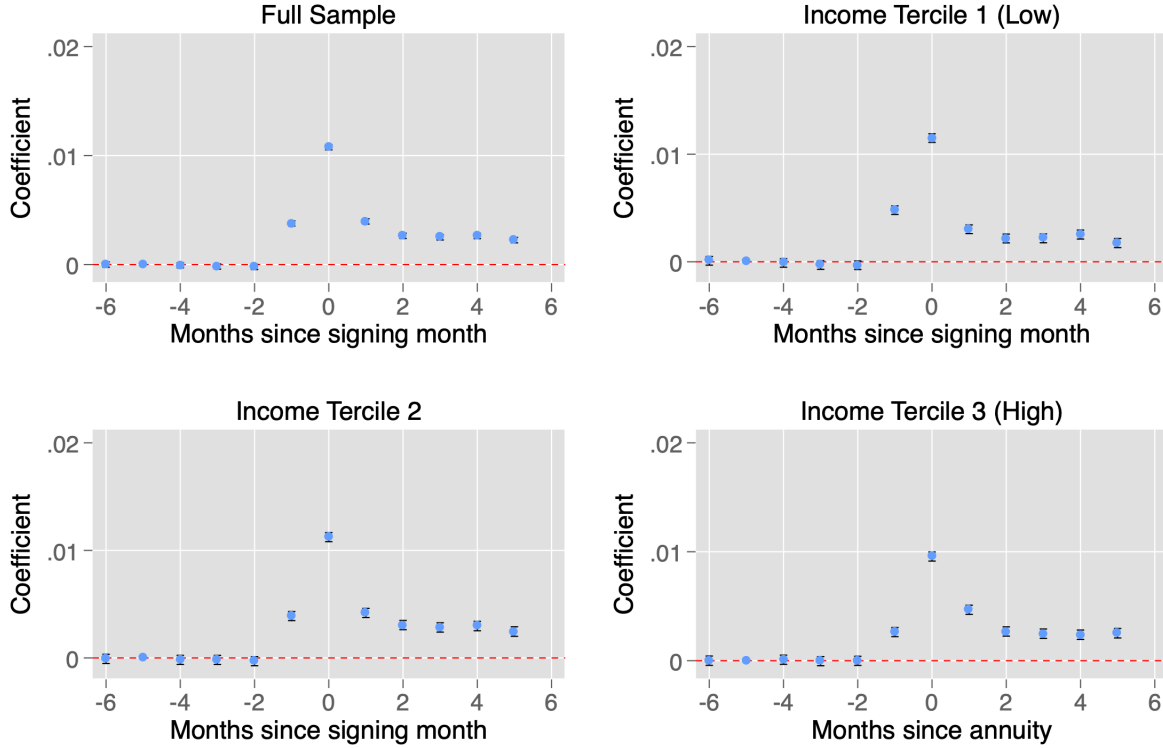 Full Sample
.02
.01
0
Coefficient
-6 -4 -2 0 2 4 6
Months since signing month
Income Tercile 1 (Low)
.02
.01
0
Coefficient
-6 -4 -2 0 2 4 6
Months since signing month
Income Tercile 2
.02
.01
0
Coefficient
-6 -4 -2 0 2 4 6
Months since signing month
Income Tercile 3 (High)
.02
.01
0
Coefficient
-6 -4 -2 0 2 4 6
Months since annuity